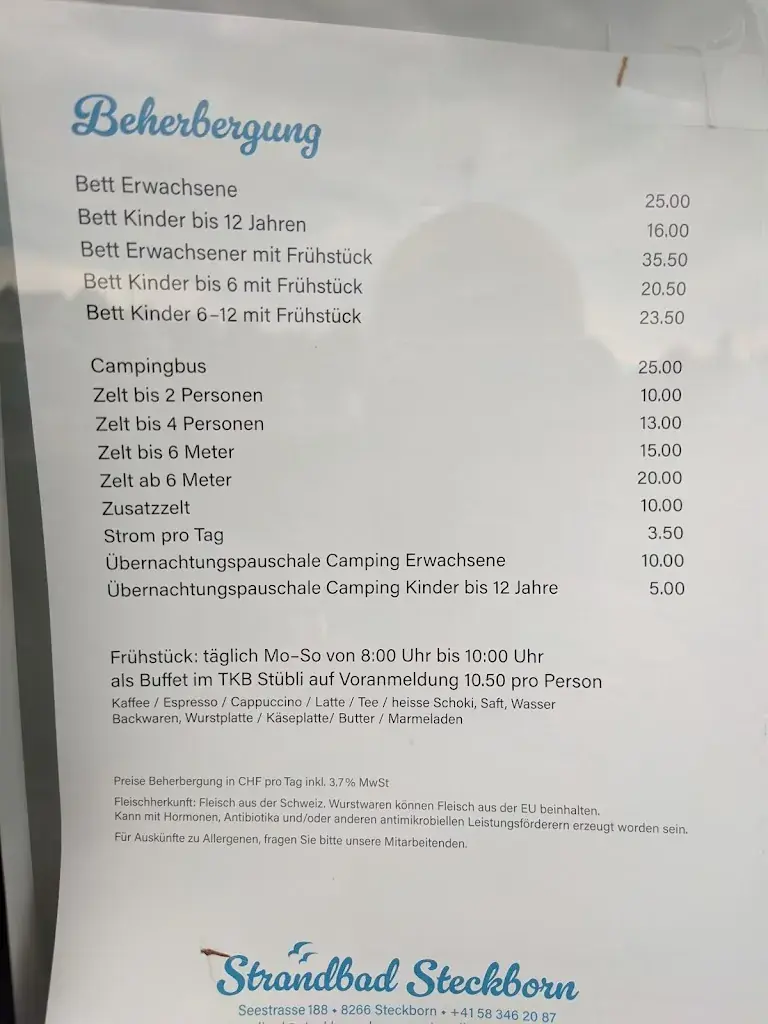 Beherbergung
Bett Erwachsene 25.00
Bett Kinder bis 12 Jahren 16.00
Bett Erwachsener mit Frühstück 35.50
Bett Kinder bis 6 mit Frühstück 20.50
Bett Kinder 6-12 mit Frühstück 23.50
Campingbus 25.00
Zelt bis 2 Personen 10.00
Zelt bis 4 Personen 13.00
Zelt bis 6 Meter 15.00
Zelt ab 6 Meter 20.00
Zusatzzelt 10.00
Strom pro Tag 3.50
Übernachtungspauschale Camping Erwachsene 10.00
Übernachtungspauschale Camping Kinder bis 12 Jahre 5.00
Frühstück: täglich Mo-So von 8:00 Uhr bis 10:00 Uhr
als Buffet im TKB Stübli auf Voranmeldung 10.50 pro Person
Kaffee / Espresso / Cappuccino / Latte / Tee / heisse Schoki, Saft, Wasser
Backwaren, Wurstplatte / Käseplatte/ Butter / Marmeladen
Preise Beherbergung in CHF pro Tag inkl. 3.7% MwSt
Fleischherkunft: Fleisch aus der Schweiz. Wurstwaren können Fleisch aus der EU beinhalten.
Kann mit Hormonen, Antibiotika und/oder anderen antimikrobiellen Leistungsförderern erzeugt worden sein.
Für Auskünfte zu Allergenen, fragen Sie bitte unsere Mitarbeitenden.
Strandbad Steckborn
Seestrasse 188 • 8266 Steckborn • +41 58 346 20 87